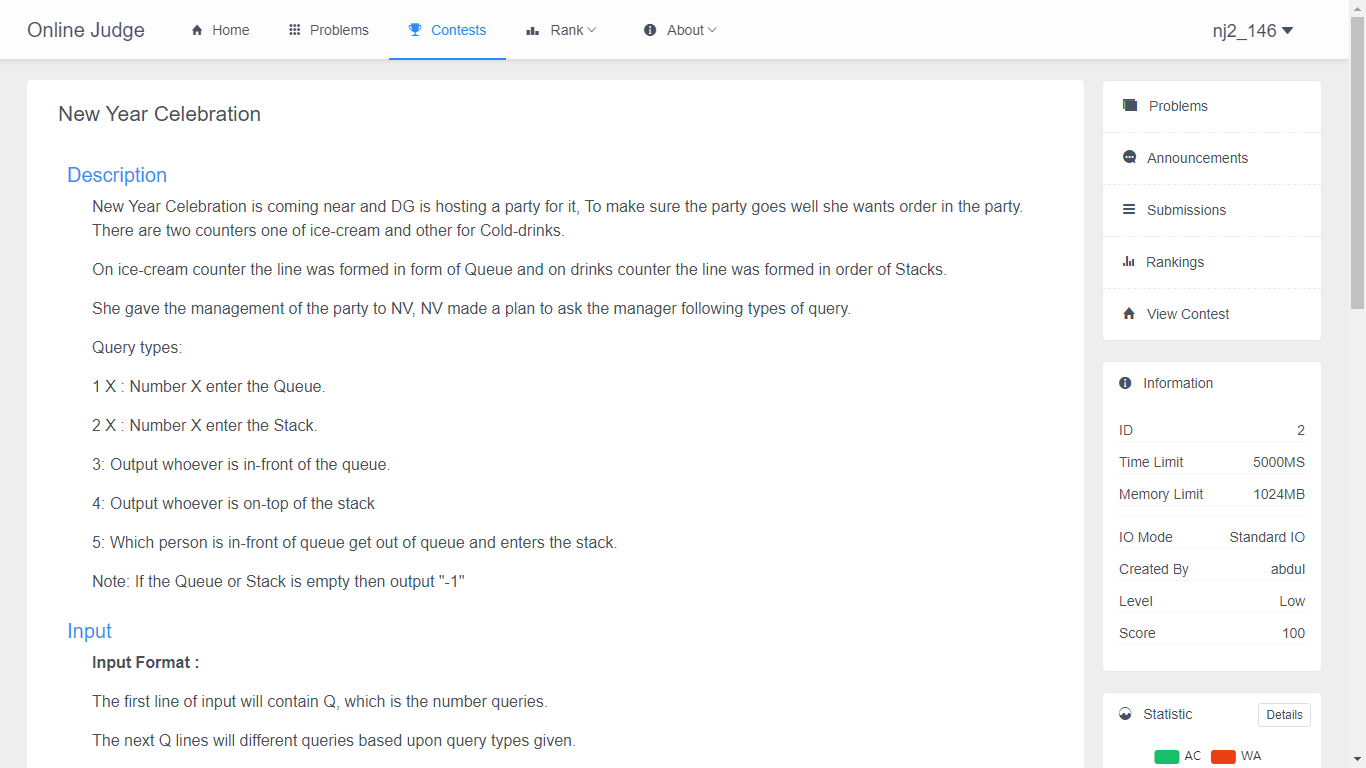 Online Judge Home Problems Contests Rank About nj2_146
New Year Celebration
Description
New Year Celebration is coming near and DG is hosting a party for it, To make sure the party goes well she wants order in the party.
There are two counters one of ice-cream and other for Cold-drinks.
On ice-cream counter the line was formed in form of Queue and on drinks counter the line was formed in order of Stacks.
She gave the management of the party to NV, NV made a plan to ask the manager following types of query.
Query types:
1 X : Number X enter the Queue.
2 X : Number X enter the Stack.
3: Output whoever is in-front of the queue.
4: Output whoever is on-top of the stack
5: Which person is in-front of queue get out of queue and enters the stack.
Note: If the Queue or Stack is empty then output "-1"
Input
Input Format :
The first line of input will contain Q, which is the number queries.
The next Q lines will different queries based upon query types given.
Problems
Announcements
Submissions
Rankings
View Contest
Information
ID 2
Time Limit 5000MS
Memory Limit 1024MB
IO Mode Standard IO
Created By abdul
Level Low
Score 100
Statistic Details
AC WA